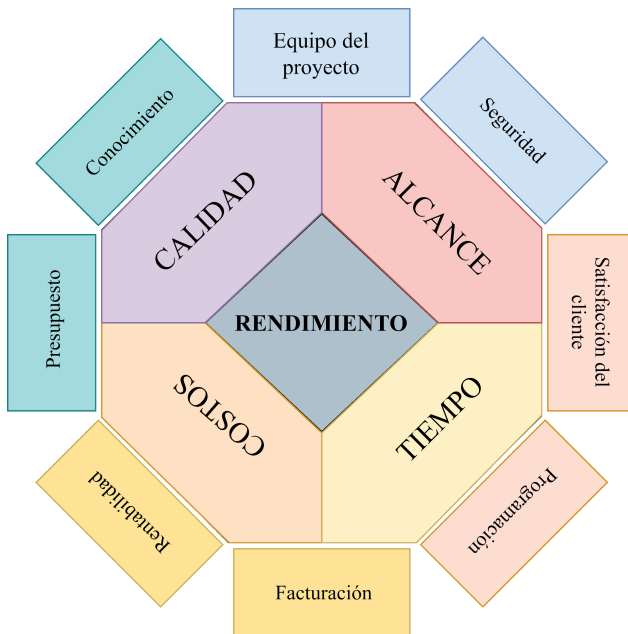 Equipo del
proyecto
Conocimiento
Seguridad
CALIDAD
ALCANCE
Presupuesto
RENDIMIENTO
Satisfacción del
cliente
COSTOS
TIEMPO
Rentabilidad
Programación
Facturación